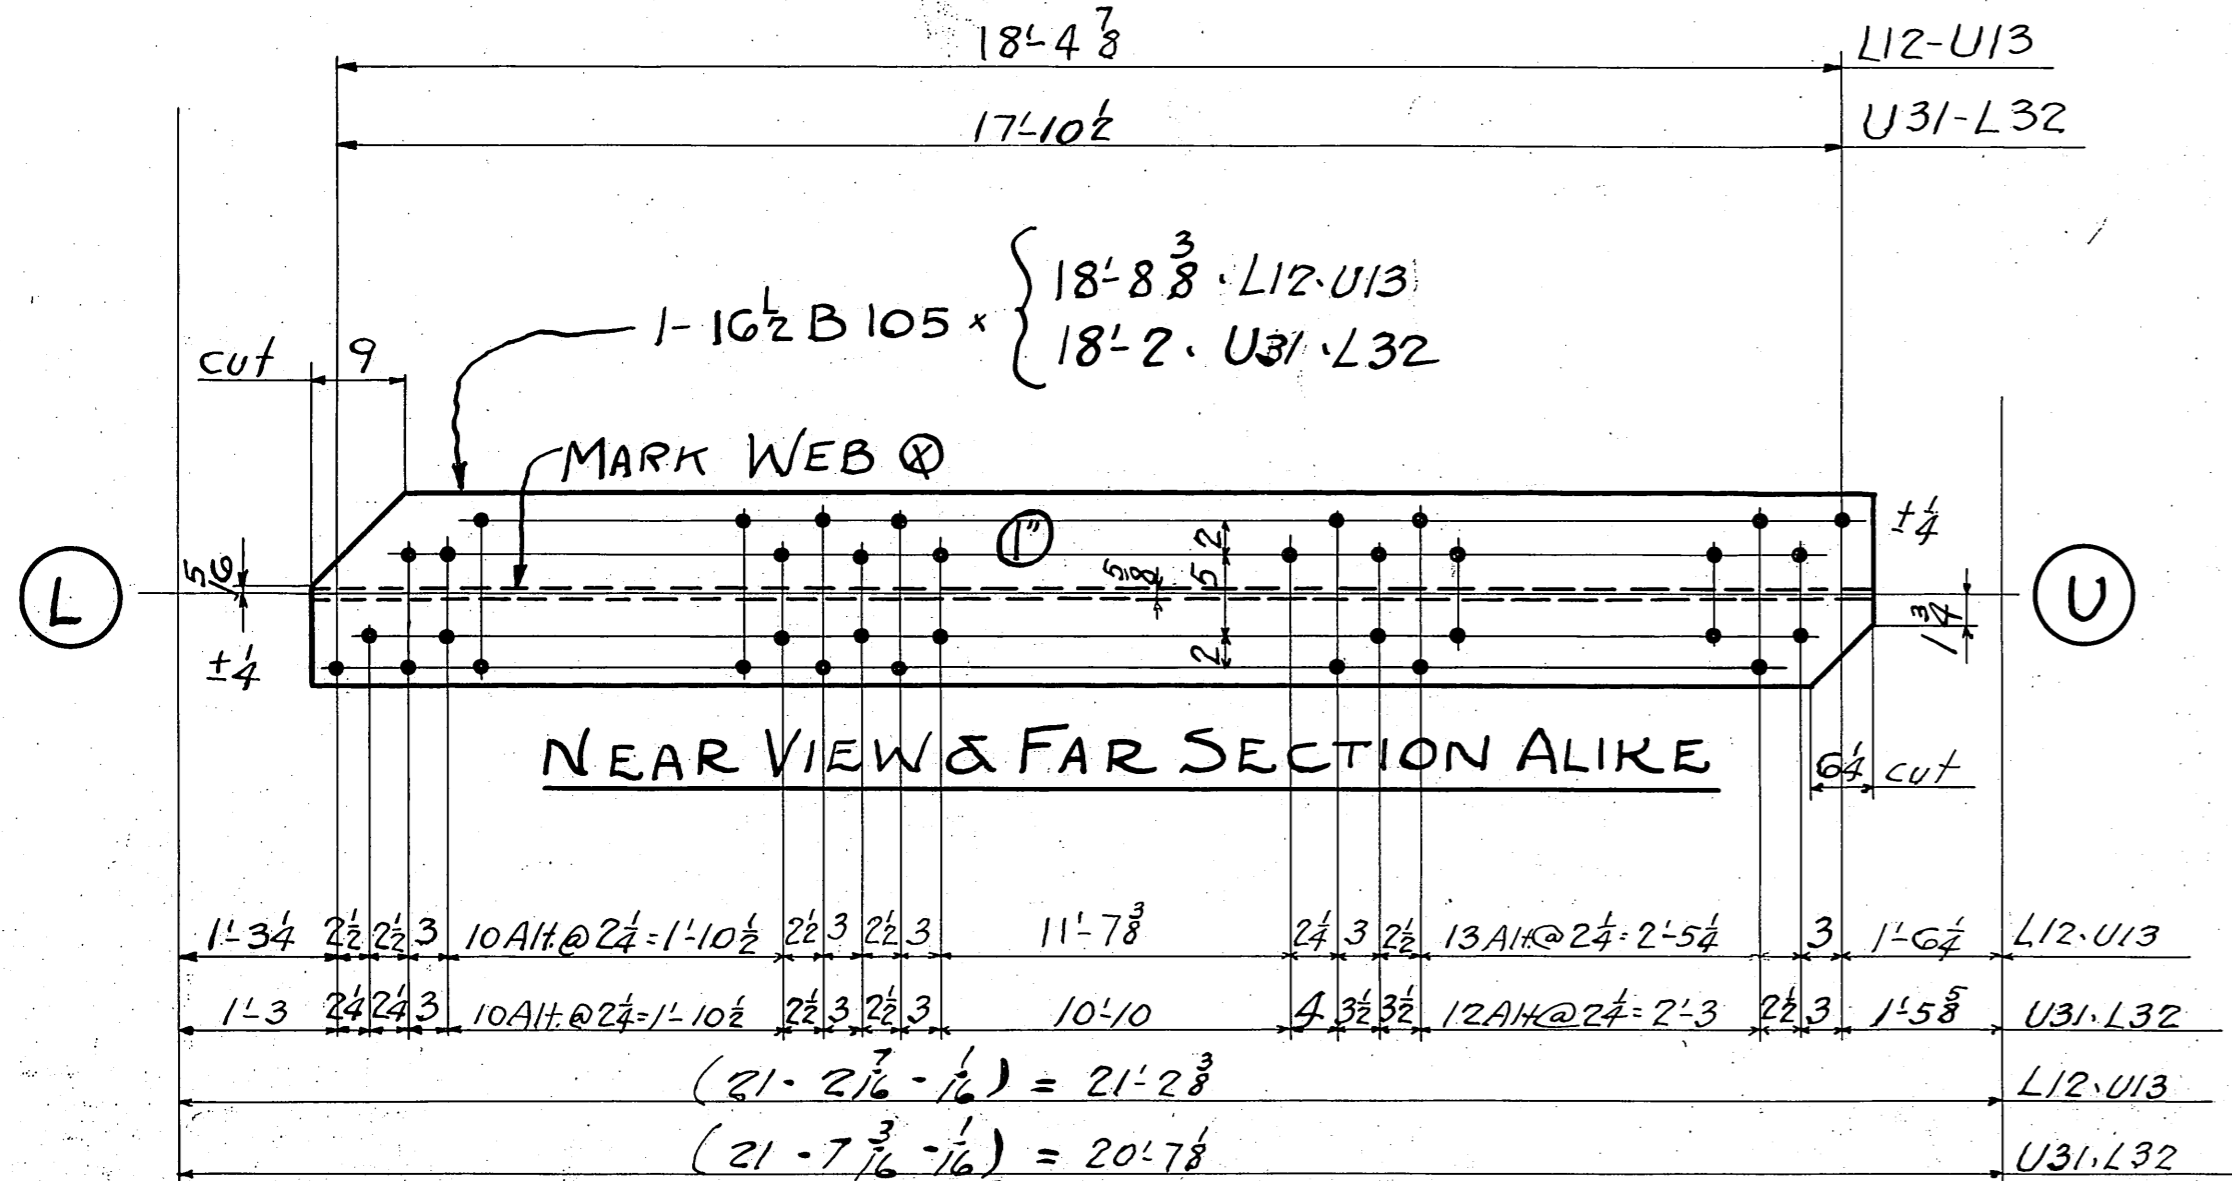 18'-4 7/8 L12-U13
17'-10 1/2 U31-L32
1-16 1/2 B 105 x { 18'-8 3/8 · L12·U13
18'-2 · U31·L32
cut 9
MARK WEB Ⓧ
± 1/4
1"
2
5/16
5/8
5
L
U
1 3/4
± 1/4
2
NEAR VIEW & FAR SECTION ALIKE
6 1/4 cut
1'-3 1/4 2 1/2 2 1/2 3 10 Alt.@ 2 1/4 = 1'-10 1/2 2 1/2 3 2 1/2 3 11'-7 3/8 2 1/4 3 2 1/2 13 Alt@ 2 1/4 = 2'-5 1/4 3 1'-6 1/4 L12·U13
1'-3 2 1/4 2 1/4 3 10 Alt.@ 2 1/4 = 1'-10 1/2 2 1/2 3 2 1/2 3 10'-10 4 3 1/2 3 1/2 12 Alt@ 2 1/4 = 2'-3 2 1/2 3 1'-5 5/8 U31·L32
(21 - 2 7/16 - 1/16) = 21'-2 3/8 L12·U13
(21 - 7 3/16 - 1/16) = 20'-7 1/8 U31·L32